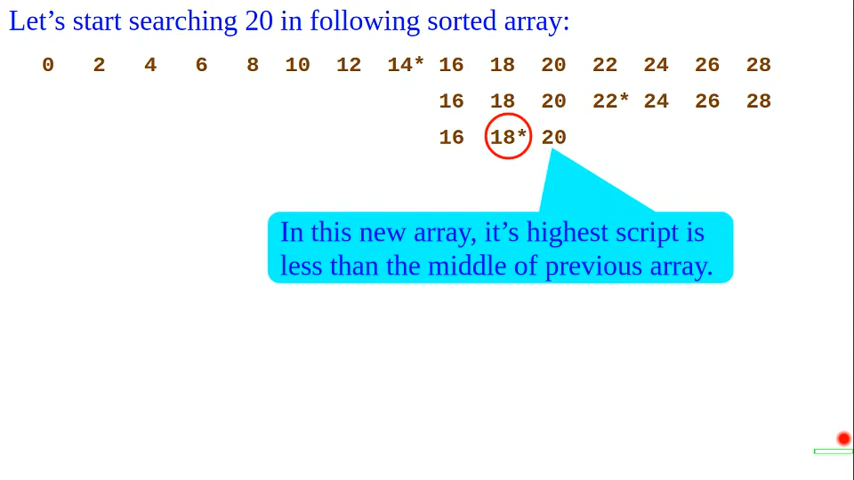 Let’s start searching 20 in following sorted array:
0 2 4 6 8 10 12 14* 16 18 20 22 24 26 28
16 18 20 22* 24 26 28
16 18* 20
In this new array, it’s highest script is
less than the middle of previous array.